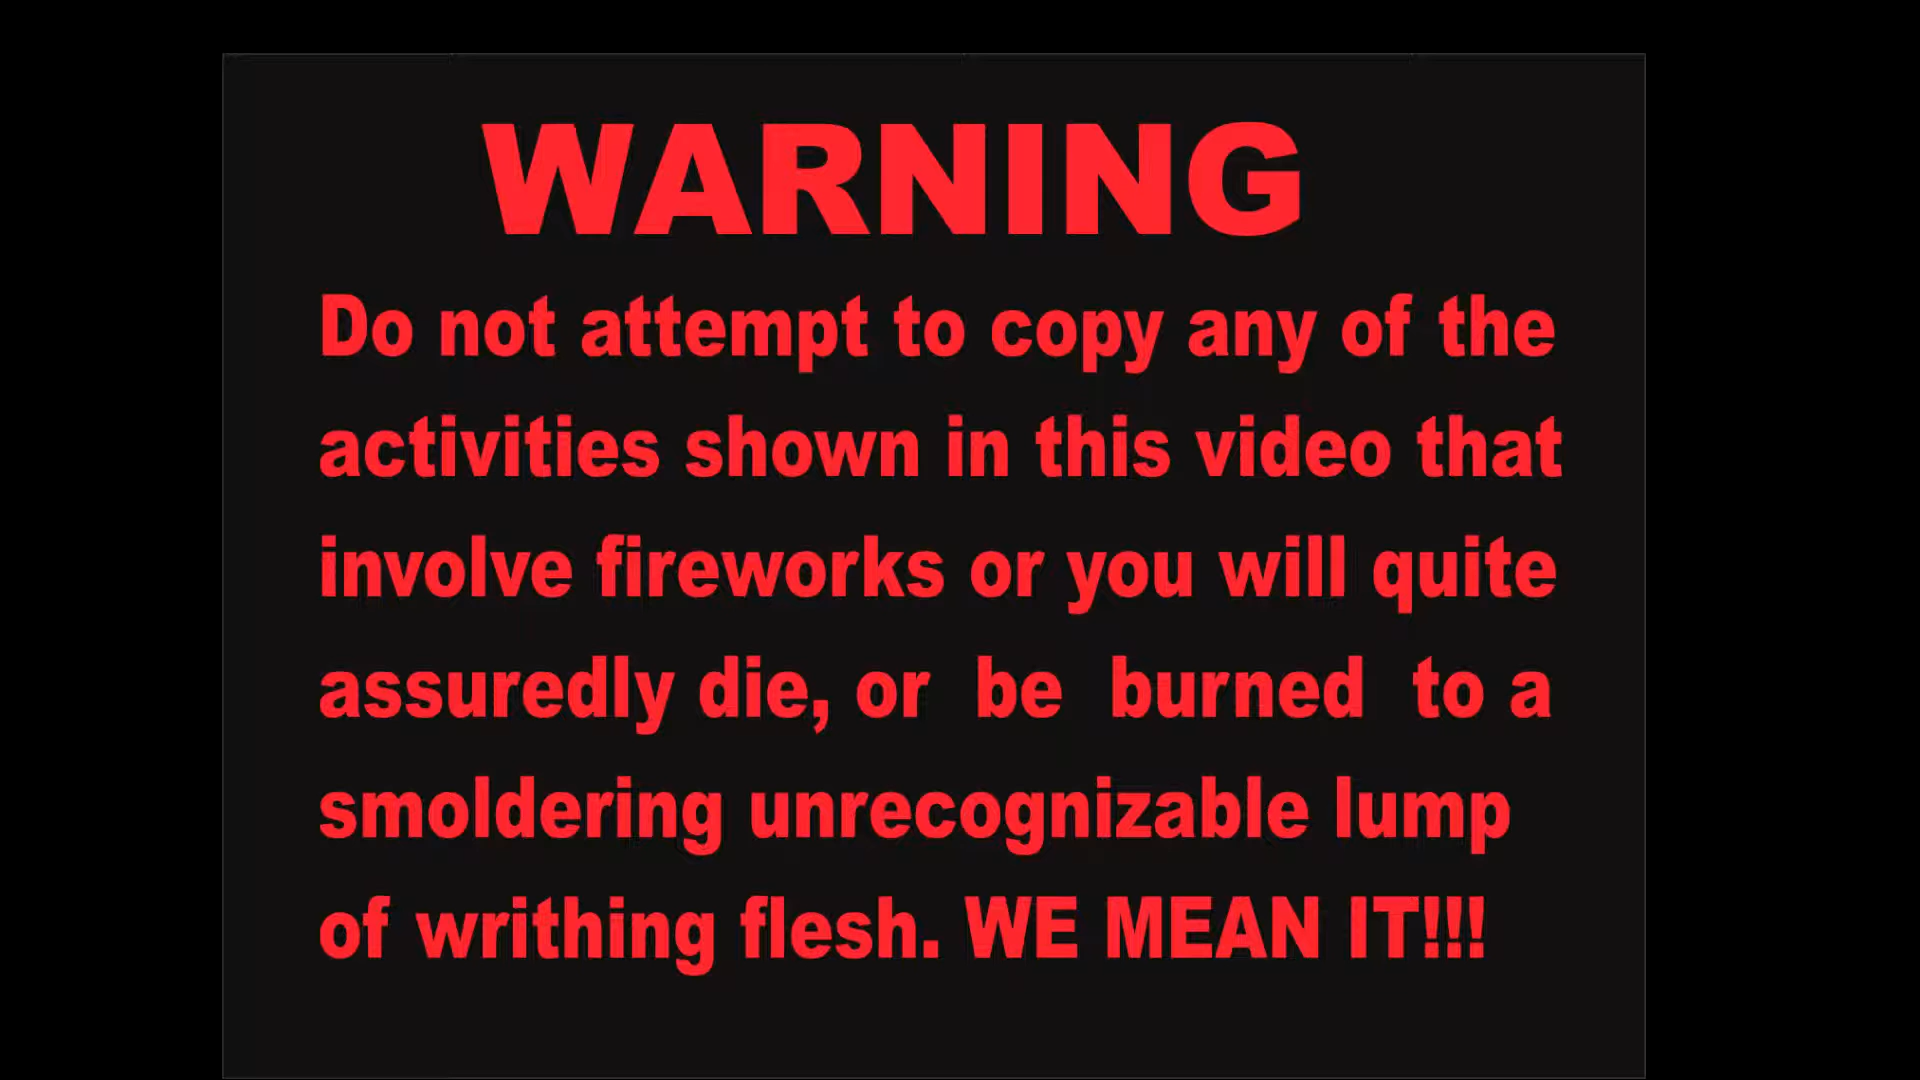 WARNING
Do not attempt to copy any of the
activities shown in this video that
involve fireworks or you will quite
assuredly die, or be burned to a
smoldering unrecognizable lump
of writhing flesh. WE MEAN IT!!!